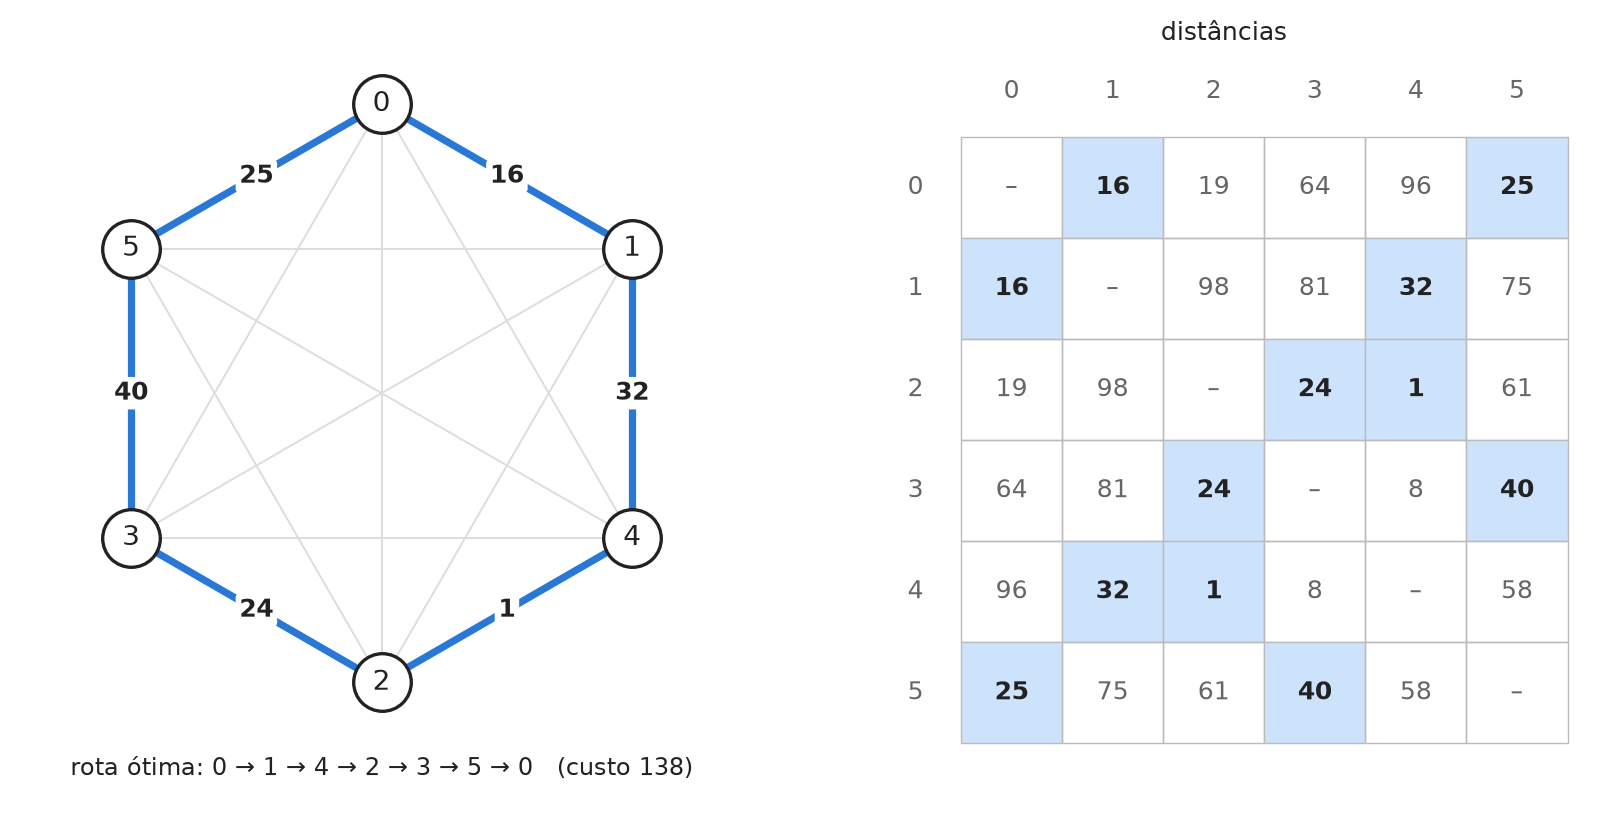 0
25
16
5
1
40
32
3
4
24
1
2
rota ótima: 0 → 1 → 4 → 2 → 3 → 5 → 0 (custo 138)
distâncias
0 1 2 3 4 5
0 – 16 19 64 96 25
1 16 – 98 81 32 75
2 19 98 – 24 1 61
3 64 81 24 – 8 40
4 96 32 1 8 – 58
5 25 75 61 40 58 –